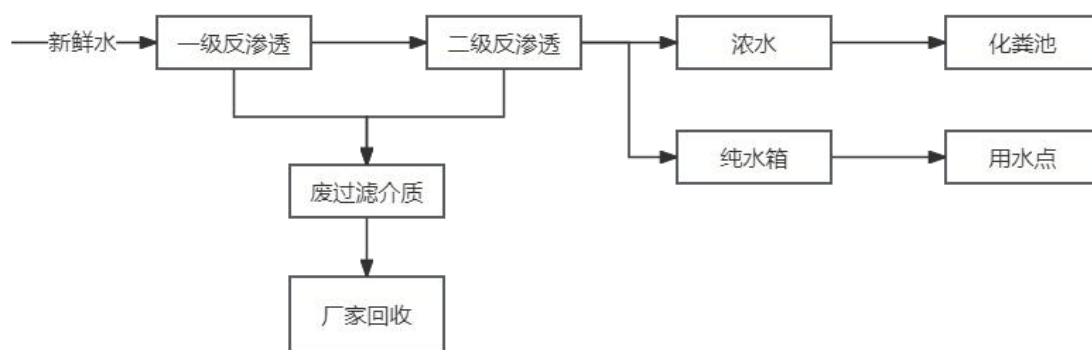 新鲜水
一级反渗透
二级反渗透
浓水
化粪池
纯水箱
用水点
废过滤介质
厂家回收